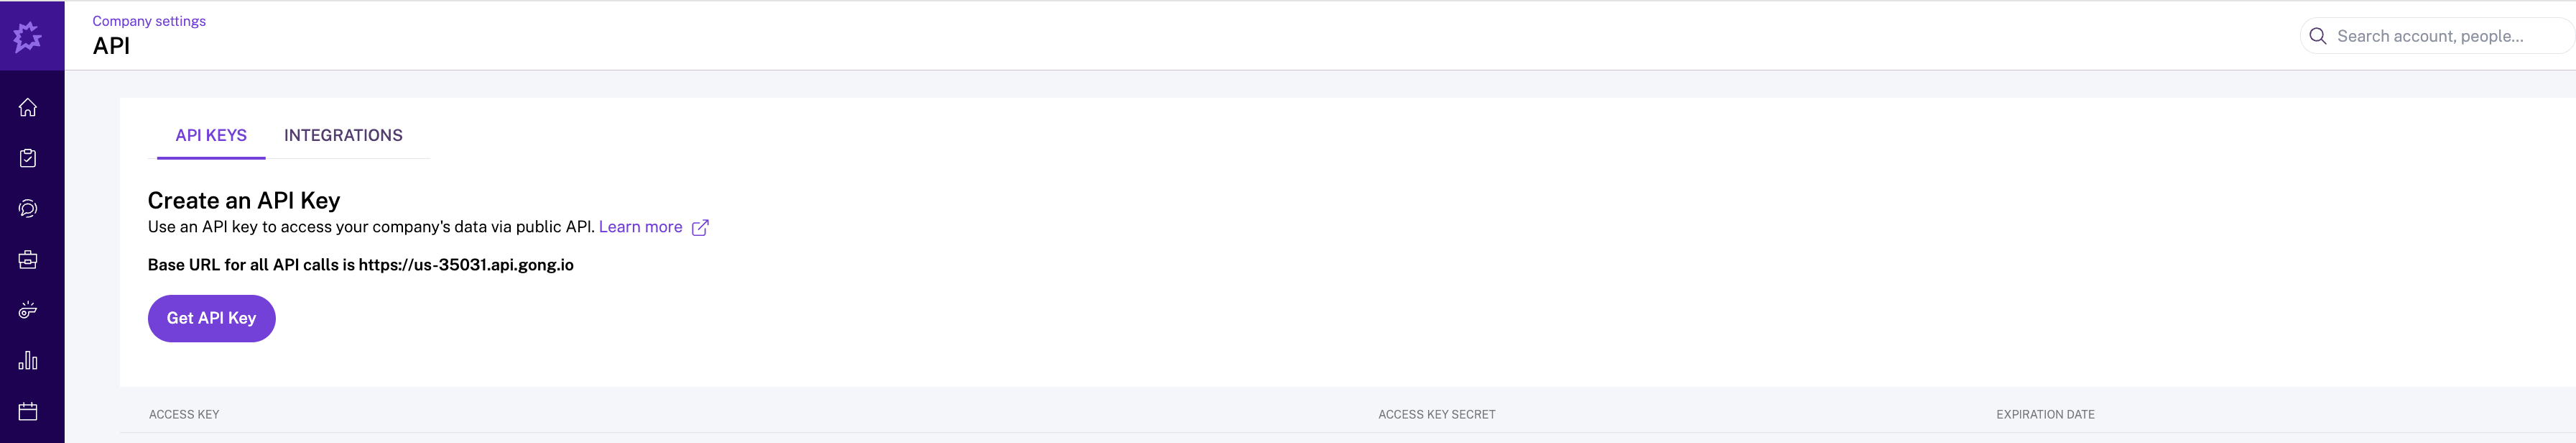 Company settings
API
Search account, people...
API KEYS INTEGRATIONS
Create an API Key
Use an API key to access your company's data via public API. Learn more
Base URL for all API calls is https://us-35031.api.gong.io
Get API Key
ACCESS KEY ACCESS KEY SECRET EXPIRATION DATE